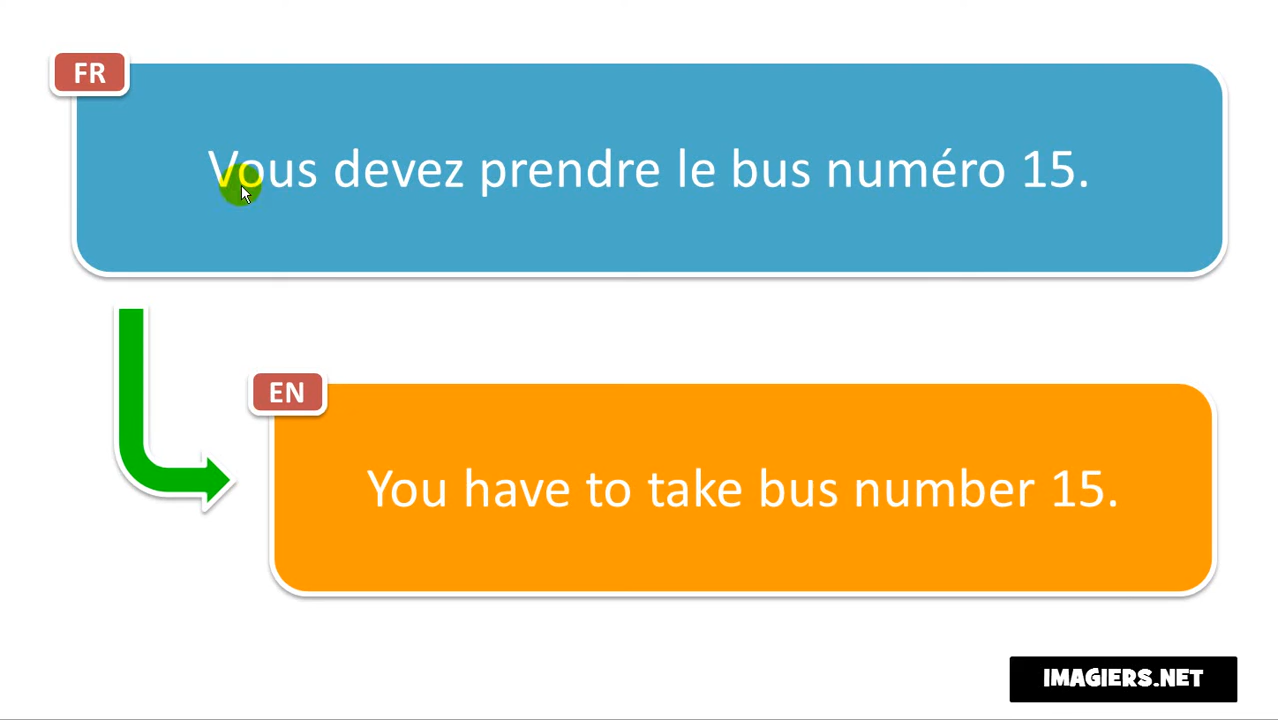 FR
Vous devez prendre le bus numéro 15.
EN
You have to take bus number 15.
IMAGIERS.NET